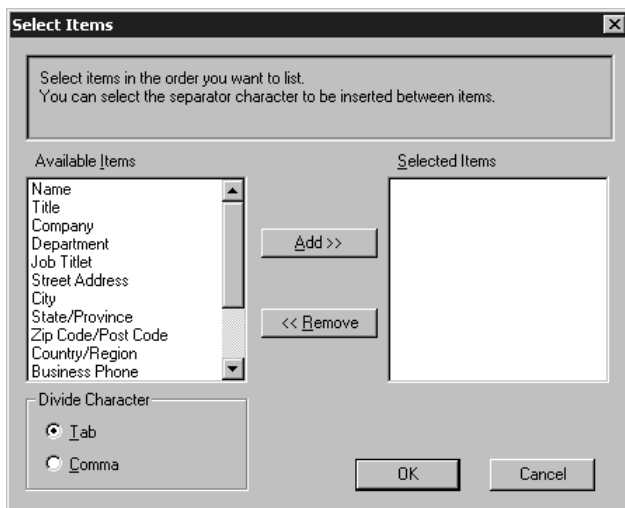 Select Items
Select items in the order you want to list.
You can select the separator character to be inserted between items.
Available Items
Selected Items
Name
Title
Company
Department
Job Titlet
Street Address
City
State/Province
Zip Code/Post Code
Country/Region
Business Phone
Add >>
<< Remove
Divide Character
Tab
Comma
OK
Cancel